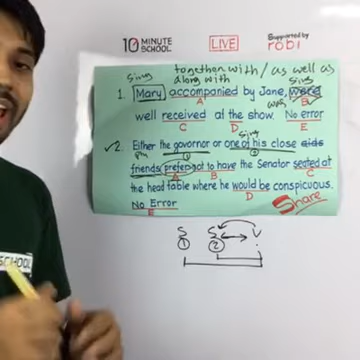 10 MINUTE SCHOOL
LIVE
Supported by
robi
Sing together with / as well as
along with
Sing
1. Mary accompanied by Jane, were
A B
well received at the show. No error
C D E
Sing
2. Either the governor or one of his close aids
1 2
friends prefer not to have the Senator seated at
A B C
the head table where he would be conspicuous.
D
No Error
E
Share
S S V
1 2
SCHOOL